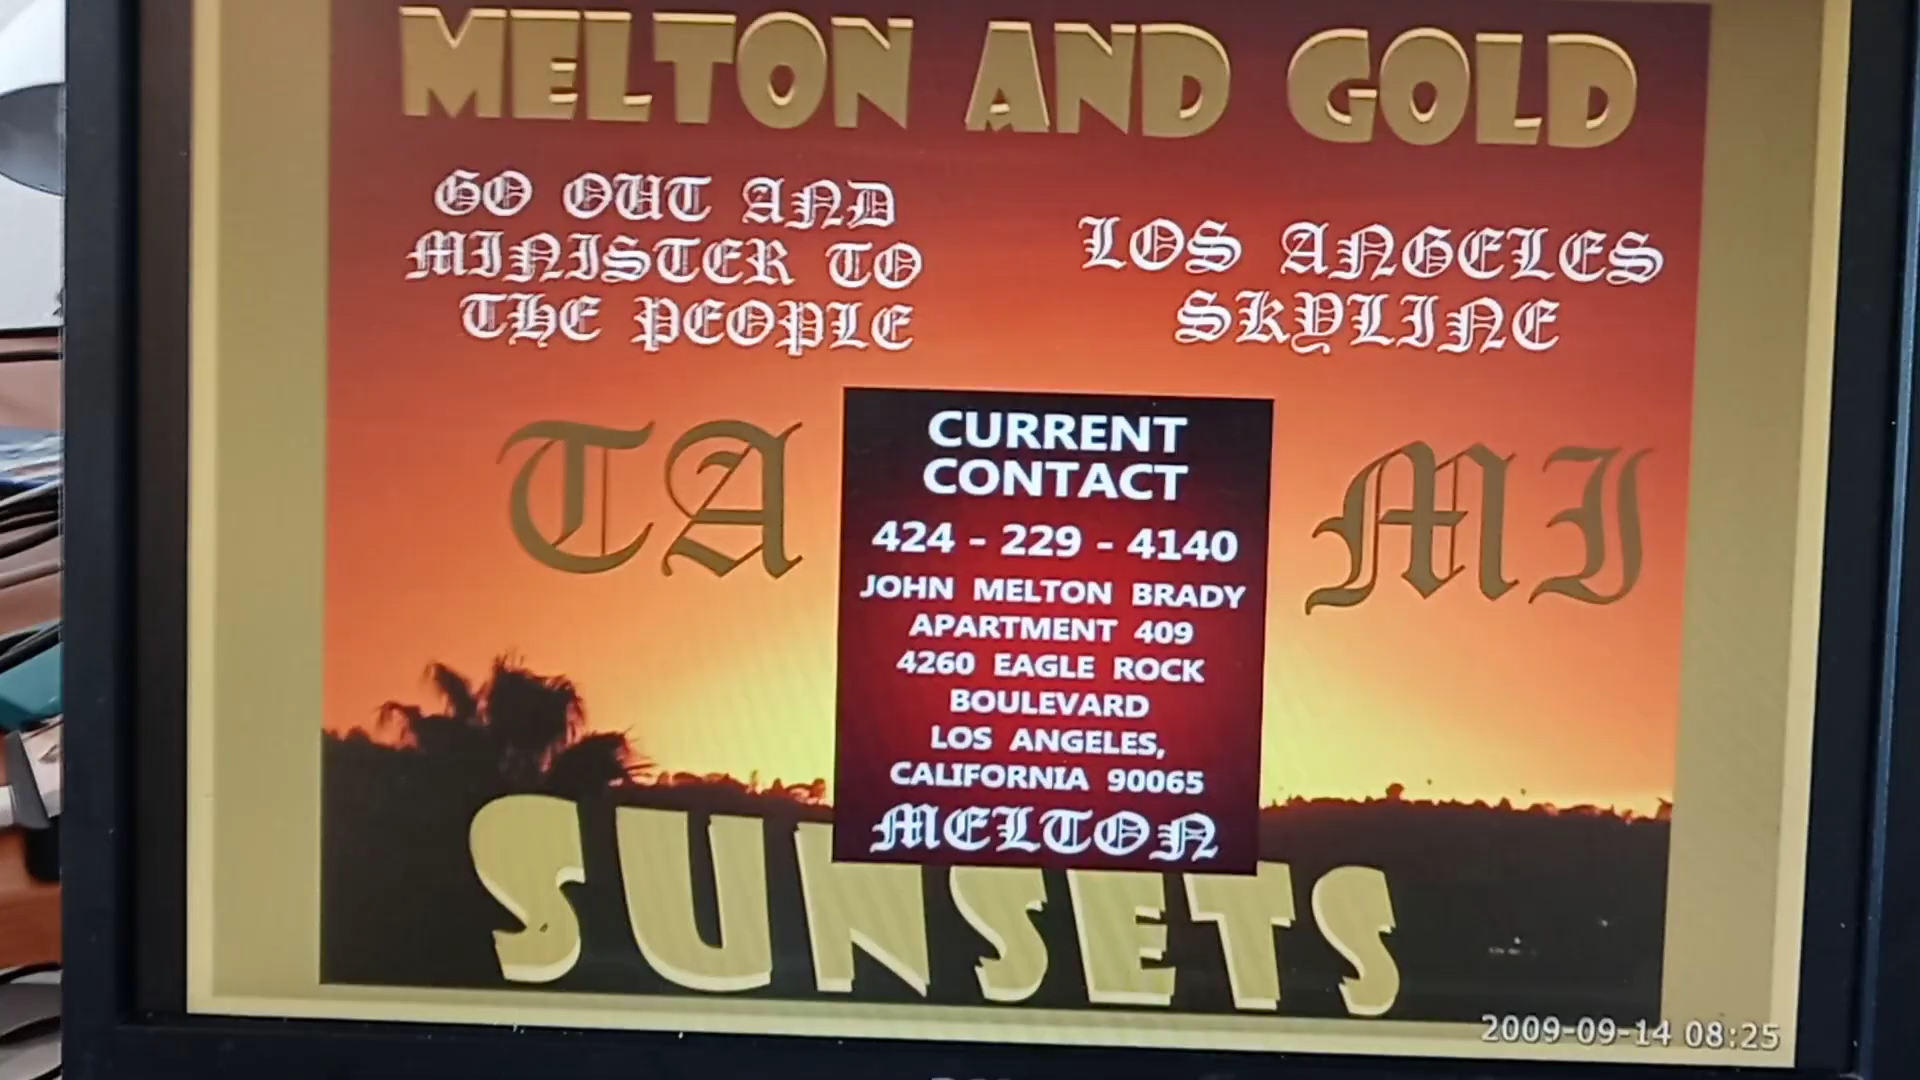 MELTON AND GOLD
GO OUT AND
MINISTER TO
THE PEOPLE
LOS ANGELES
SKYLINE
TA
MI
CURRENT
CONTACT
424 - 229 - 4140
JOHN MELTON BRADY
APARTMENT 409
4260 EAGLE ROCK
BOULEVARD
LOS ANGELES,
CALIFORNIA 90065
MELTON
SUNSETS
2009-09-14 08:25